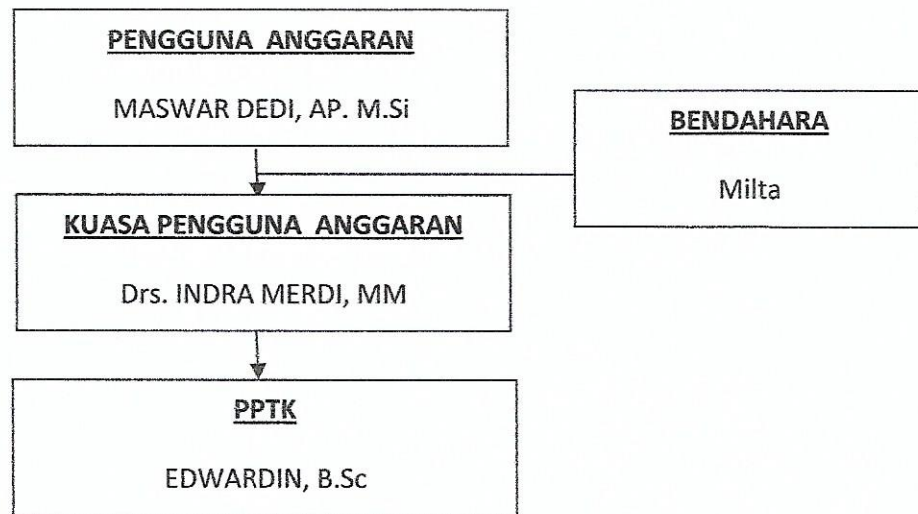 PENGGUNA ANGGARAN
MASWAR DEDI, AP. M.Si
BENDAHARA
Milta
KUASA PENGGUNA ANGGARAN
Drs. INDRA MERDI, MM
PPTK
EDWARDIN, B.Sc